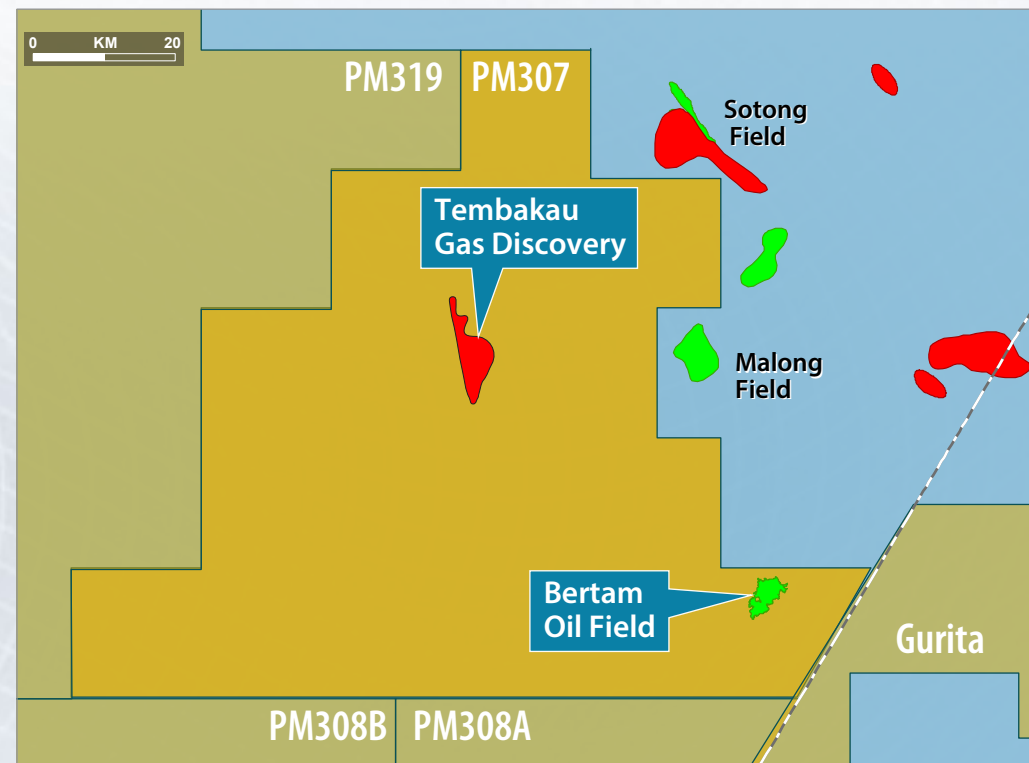 0 KM 20
PM319
PM307
Sotong
Field
Tembakau
Gas Discovery
Malong
Field
Bertam
Oil Field
Gurita
PM308B
PM308A